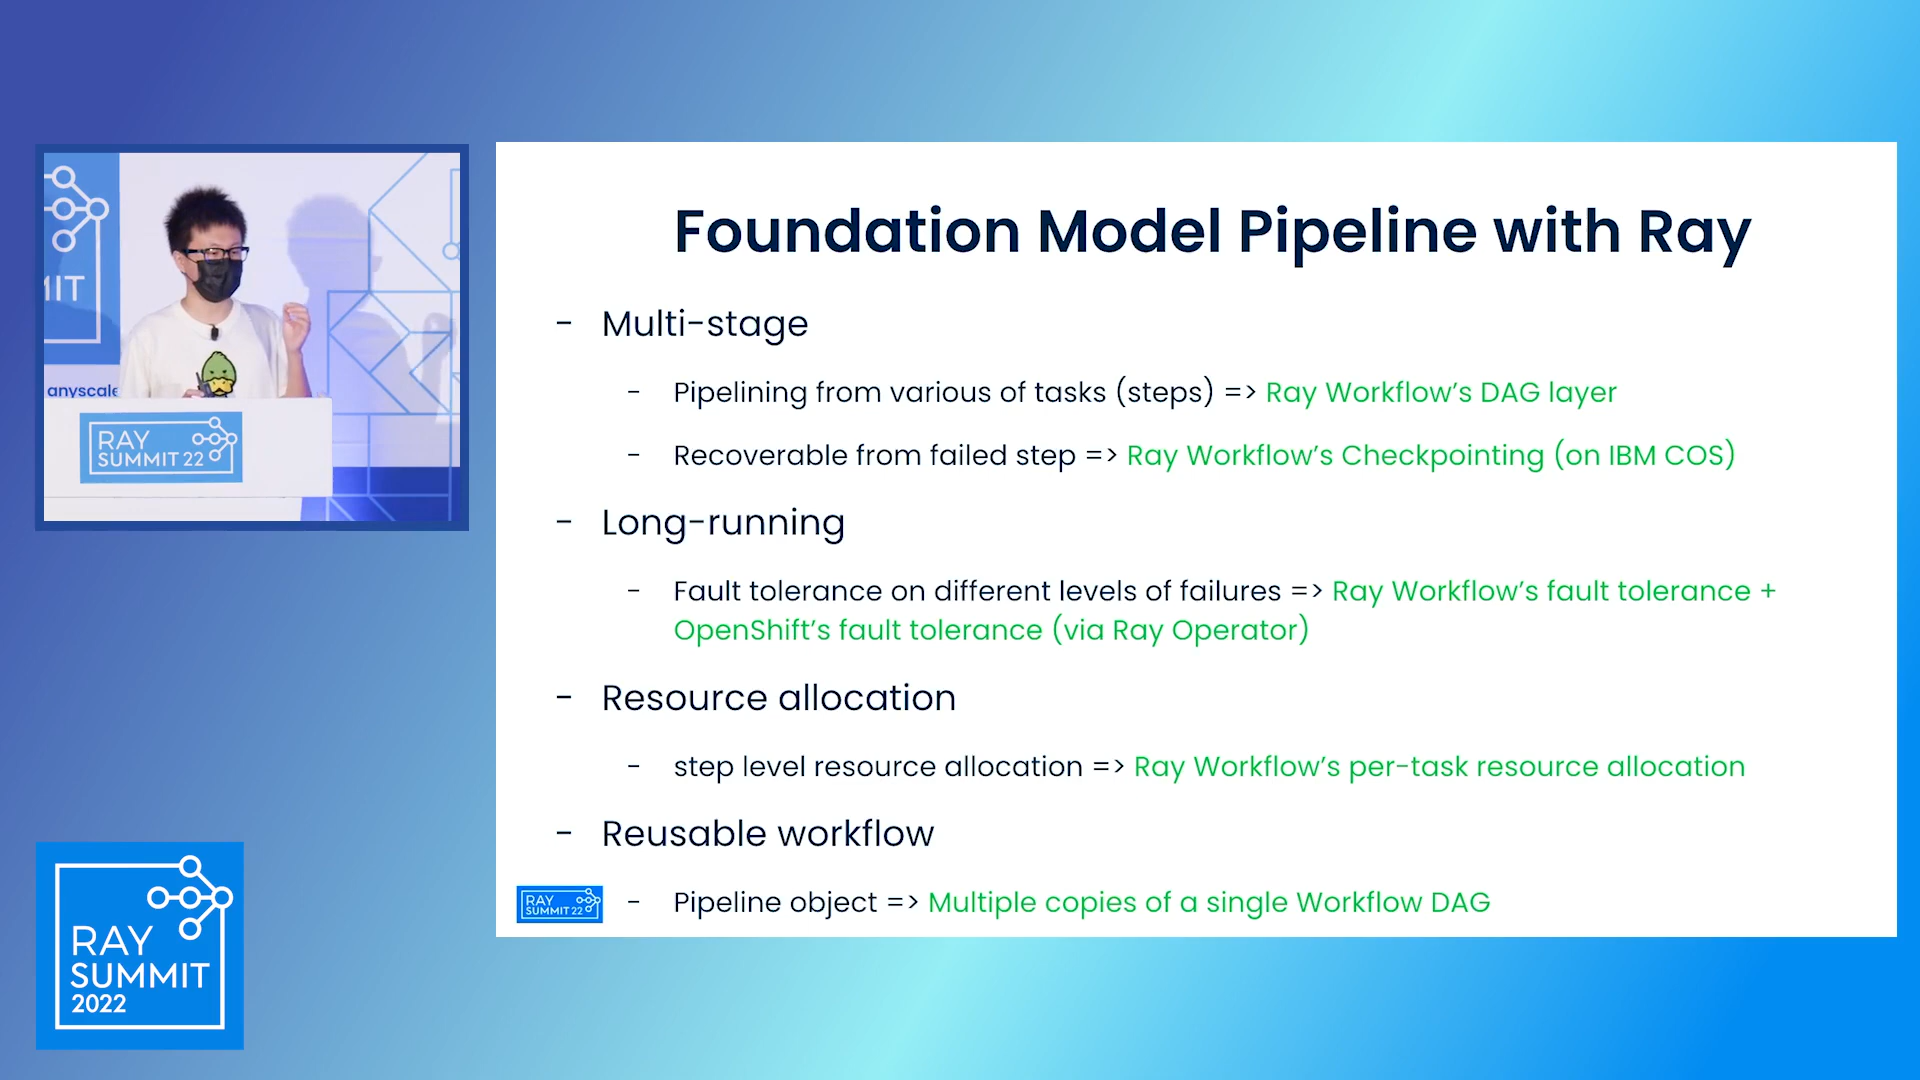 Foundation Model Pipeline with Ray
- Multi-stage
- Pipelining from various of tasks (steps) => Ray Workflow's DAG layer
- Recoverable from failed step => Ray Workflow's Checkpointing (on IBM COS)
- Long-running
- Fault tolerance on different levels of failures => Ray Workflow's fault tolerance +
OpenShift's fault tolerance (via Ray Operator)
- Resource allocation
- step level resource allocation => Ray Workflow's per-task resource allocation
- Reusable workflow
- Pipeline object => Multiple copies of a single Workflow DAG
RAY
SUMMIT 22
anyscale
RAY
SUMMIT 22
RAY
SUMMIT
2022